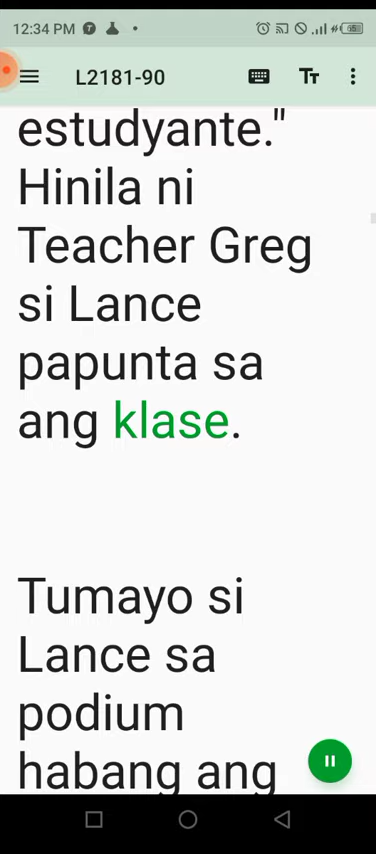 12:34 PM
L2181-90
Tт
estudyante."
Hinila ni
Teacher Greg
si Lance
papunta sa
ang klase.
Tumayo si
Lance sa
podium
habang ang